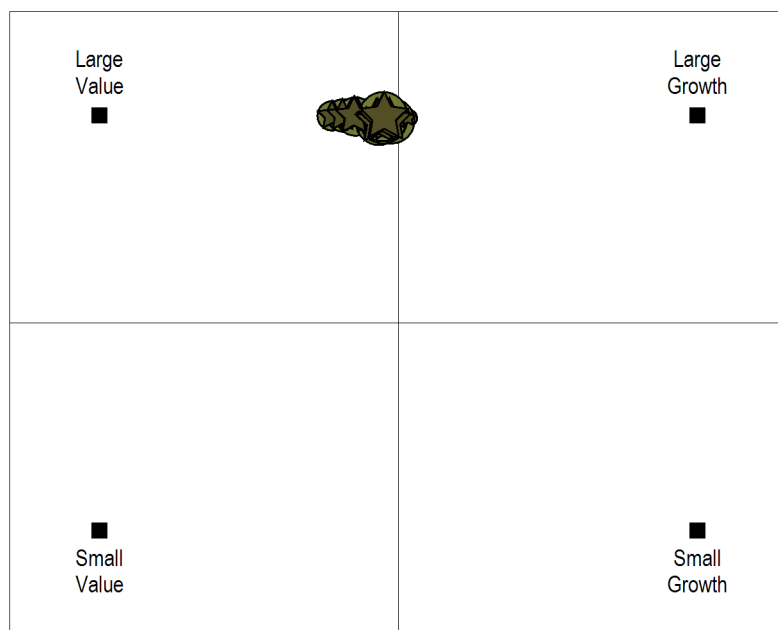 Large
Value
Large
Growth
Small
Value
Small
Growth